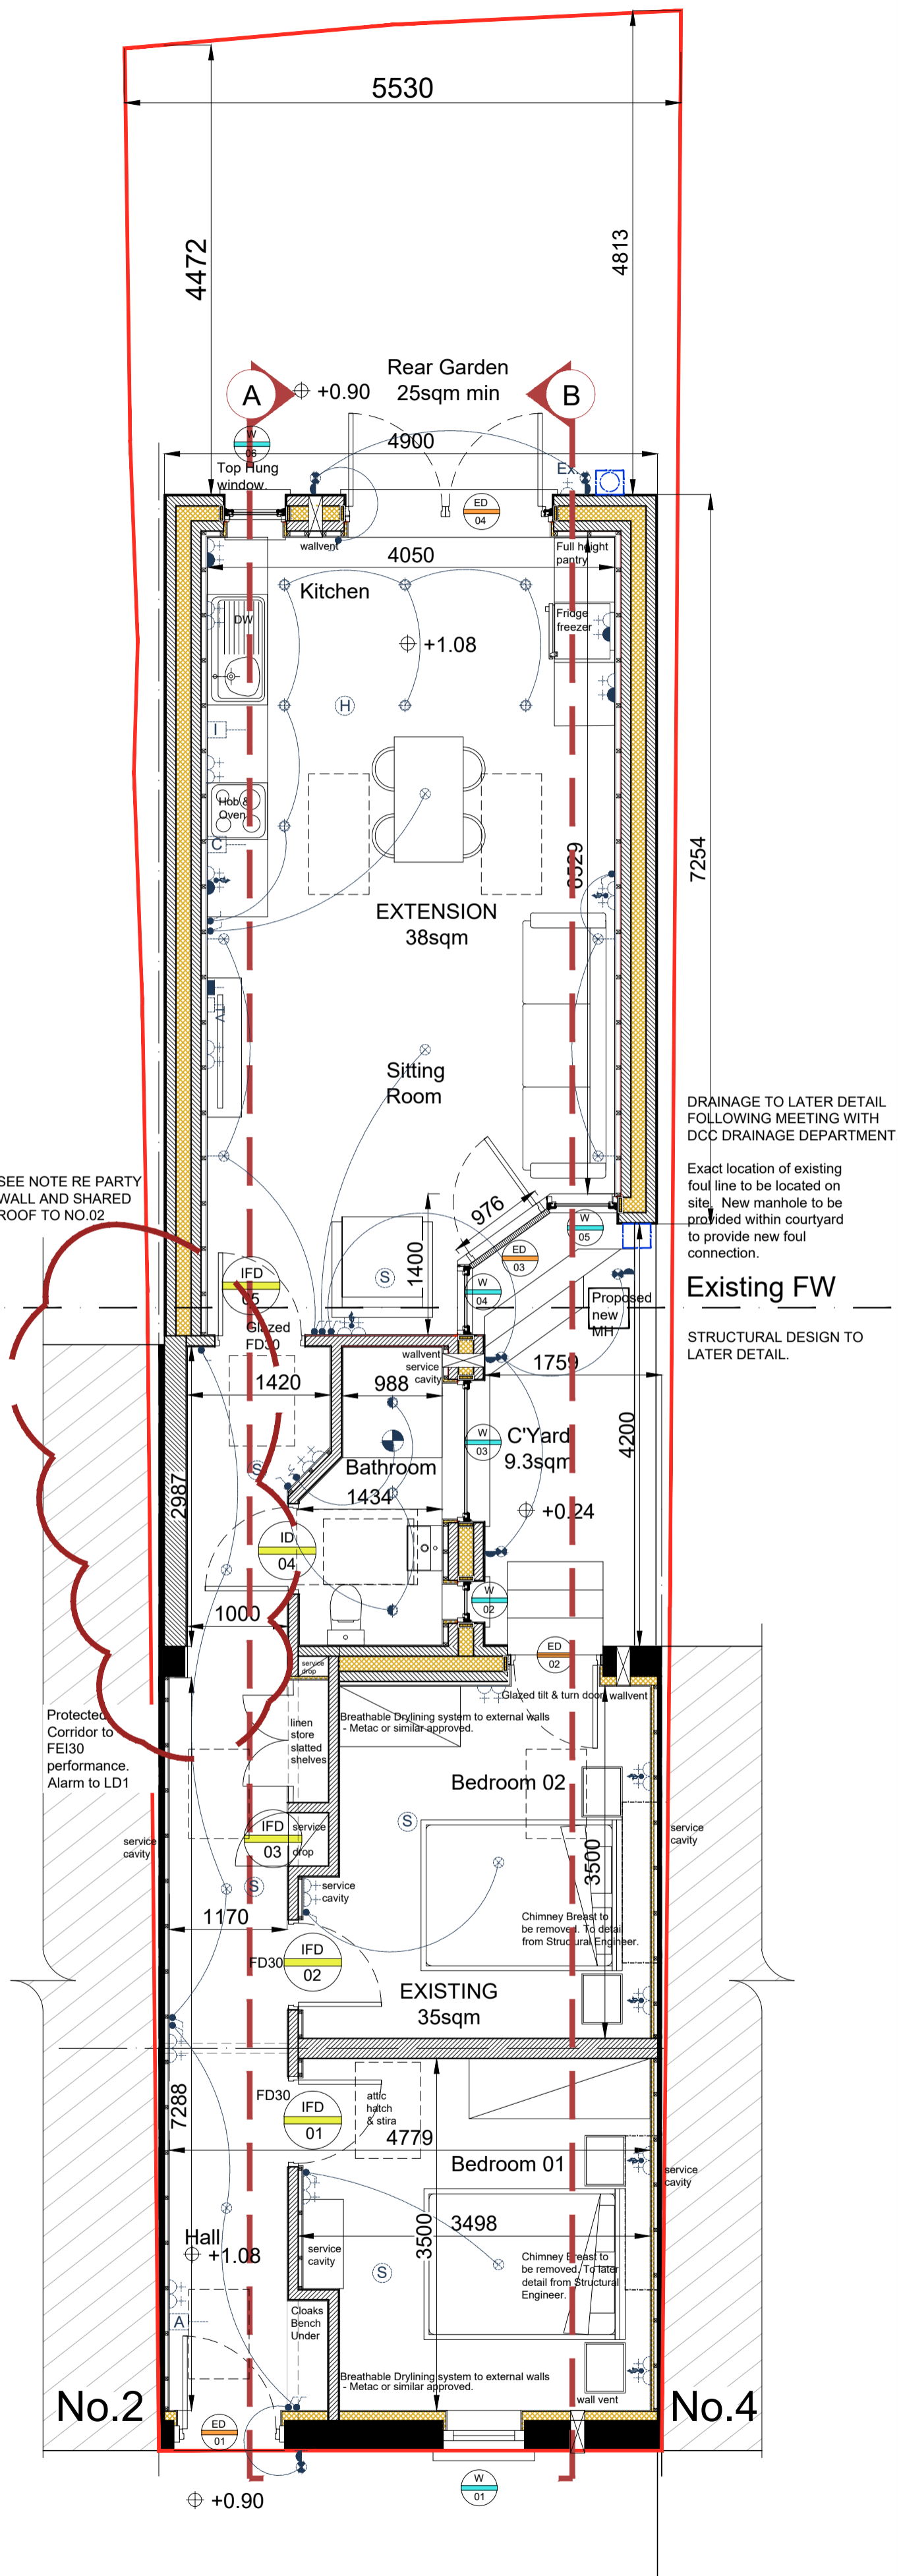 5530
4472
4813
Rear Garden
25sqm min
A
+0.90
B
W
06
4900
Top Hung
window.
Ex.
ED
04
wallvent
4050
Full height
pantry
Kitchen
DW
Fridge
freezer
+1.08
H
I
Hob &
Oven
C
7254
EXTENSION
38sqm
TV
Sitting
Room
DRAINAGE TO LATER DETAIL
FOLLOWING MEETING WITH
DCC DRAINAGE DEPARTMENT
SEE NOTE RE PARTY
WALL AND SHARED
ROOF TO NO.02
Exact location of existing
foul line to be located on
site. New manhole to be
provided within courtyard
to provide new foul
connection.
976
W
05
ED
03
1400
S
IFD
05
W
04
Existing FW
Proposed
new
MH
Glazed
FD30
STRUCTURAL DESIGN TO
LATER DETAIL.
wallvent
service
cavity
1759
1420
988
W
03
C'Yard
9.3sqm
4200
S
Bathroom
1434
2987
+0.24
ID
04
W
02
1000
ED
02
service
drop
Glazed tilt & turn door
wallvent
Protected
Corridor to
FEI30
performance.
Alarm to LD1
linen
store
slatted
shelves
Breathable Drylining system to external walls
- Metac or similar approved.
Bedroom 02
S
IFD
03
service
drop
service
cavity
service
cavity
3500
service
cavity
S
1170
Chimney Breast to
be removed. To detail
from Structural Engineer.
FD30
IFD
02
EXISTING
35sqm
7288
FD30
IFD
01
attic
hatch
& stira
4779
Bedroom 01
service
cavity
3500
3498
Hall
+1.08
service
cavity
S
Chimney Breast to
be removed. To later
detail from Structural
Engineer.
A
Cloaks
Bench
Under
Breathable Drylining system to external walls
- Metac or similar approved.
wall vent
No.2
No.4
ED
01
W
01
+0.90